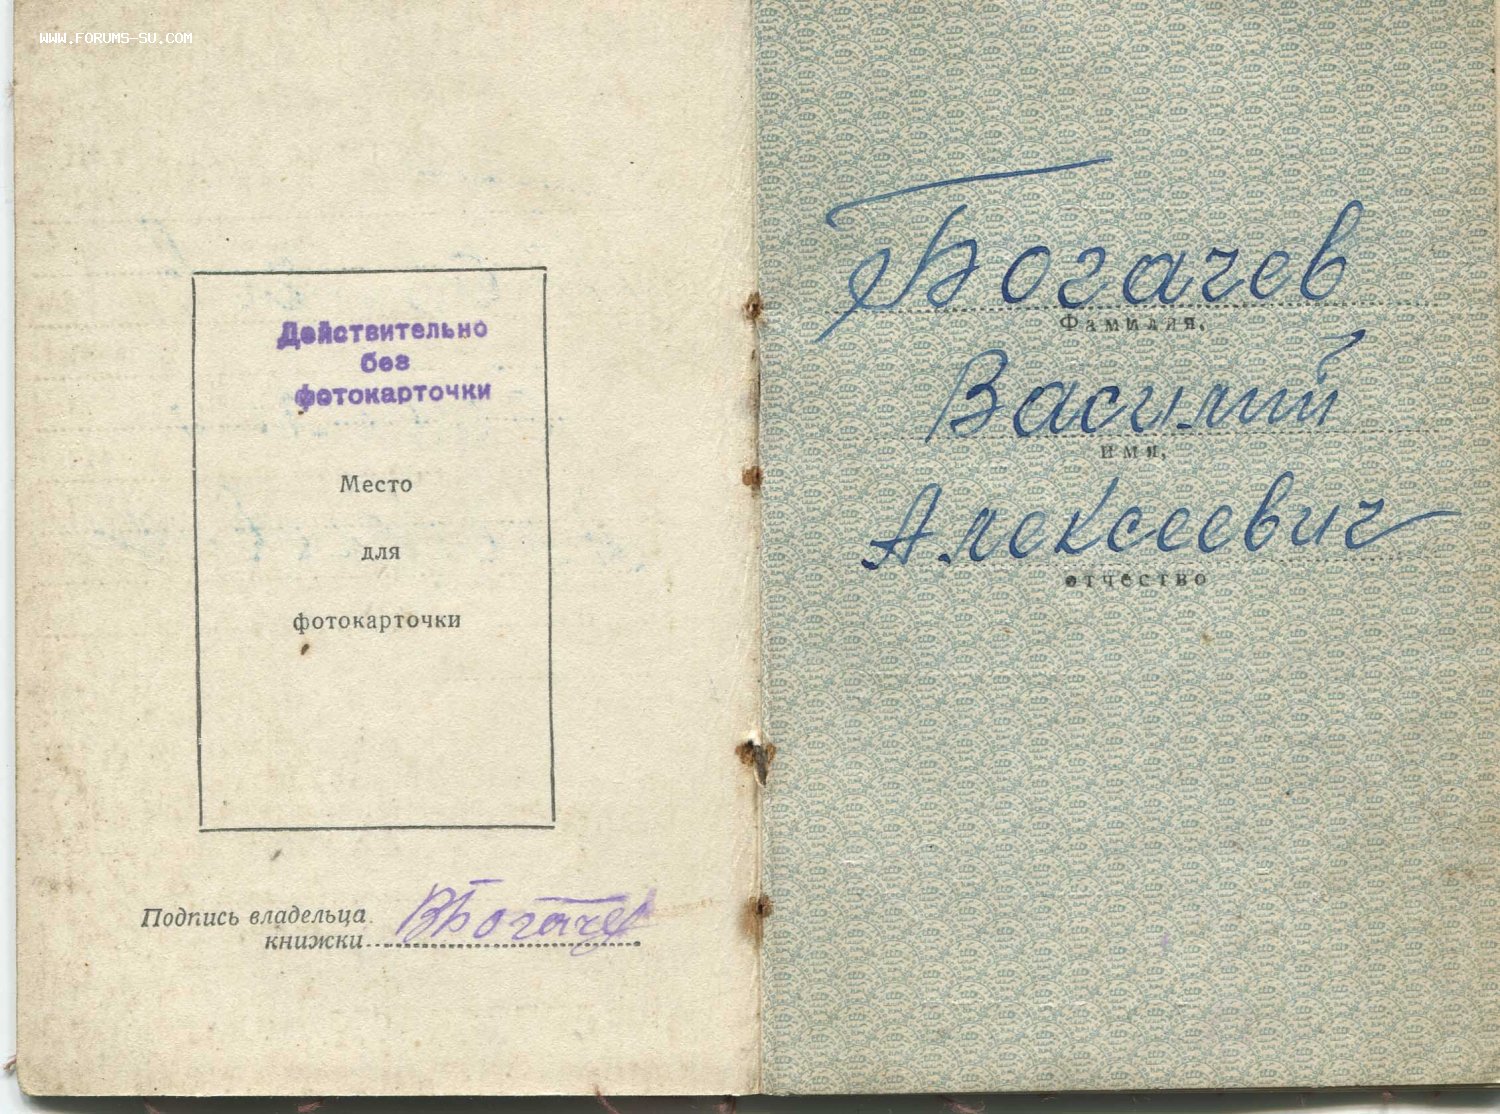 WWW.FORUMS-SU.COM
Действительно
без
фотокарточки
Место
для
фотокарточки
Подпись владельца
книжки
ВБогачев
Богачев
Фамилия,
Василий
имя,
Алексеевич
отчество